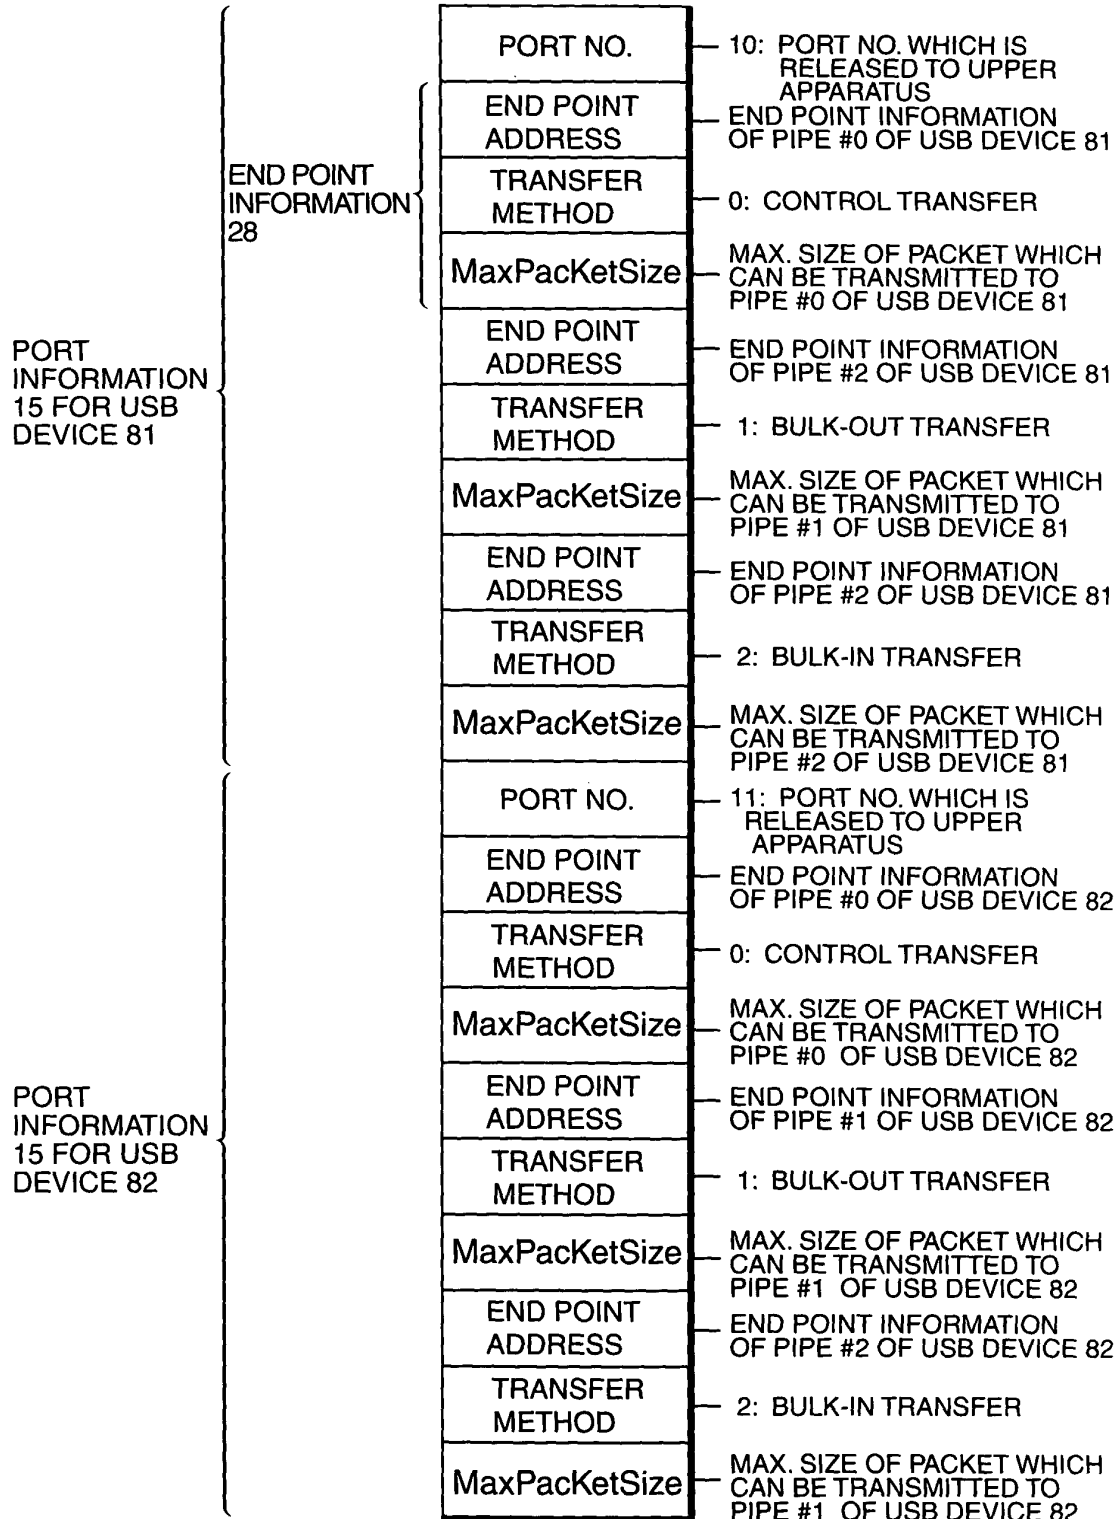 PORT NO.
10: PORT NO. WHICH IS
RELEASED TO UPPER
APPARATUS
END POINT
ADDRESS
END POINT INFORMATION
OF PIPE #0 OF USB DEVICE 81
END POINT
INFORMATION
28
TRANSFER
METHOD
0: CONTROL TRANSFER
MaxPacKetSize
MAX. SIZE OF PACKET WHICH
CAN BE TRANSMITTED TO
PIPE #0 OF USB DEVICE 81
PORT
INFORMATION
15 FOR USB
DEVICE 81
END POINT
ADDRESS
END POINT INFORMATION
OF PIPE #2 OF USB DEVICE 81
TRANSFER
METHOD
1: BULK-OUT TRANSFER
MaxPacKetSize
MAX. SIZE OF PACKET WHICH
CAN BE TRANSMITTED TO
PIPE #1 OF USB DEVICE 81
END POINT
ADDRESS
END POINT INFORMATION
OF PIPE #2 OF USB DEVICE 81
TRANSFER
METHOD
2: BULK-IN TRANSFER
MaxPacKetSize
MAX. SIZE OF PACKET WHICH
CAN BE TRANSMITTED TO
PIPE #2 OF USB DEVICE 81
PORT NO.
11: PORT NO. WHICH IS
RELEASED TO UPPER
APPARATUS
END POINT
ADDRESS
END POINT INFORMATION
OF PIPE #0 OF USB DEVICE 82
TRANSFER
METHOD
0: CONTROL TRANSFER
MaxPacKetSize
MAX. SIZE OF PACKET WHICH
CAN BE TRANSMITTED TO
PIPE #0 OF USB DEVICE 82
PORT
INFORMATION
15 FOR USB
DEVICE 82
END POINT
ADDRESS
END POINT INFORMATION
OF PIPE #1 OF USB DEVICE 82
TRANSFER
METHOD
1: BULK-OUT TRANSFER
MaxPacKetSize
MAX. SIZE OF PACKET WHICH
CAN BE TRANSMITTED TO
PIPE #1 OF USB DEVICE 82
END POINT
ADDRESS
END POINT INFORMATION
OF PIPE #2 OF USB DEVICE 82
TRANSFER
METHOD
2: BULK-IN TRANSFER
MaxPacKetSize
MAX. SIZE OF PACKET WHICH
CAN BE TRANSMITTED TO
PIPE #1 OF USB DEVICE 82